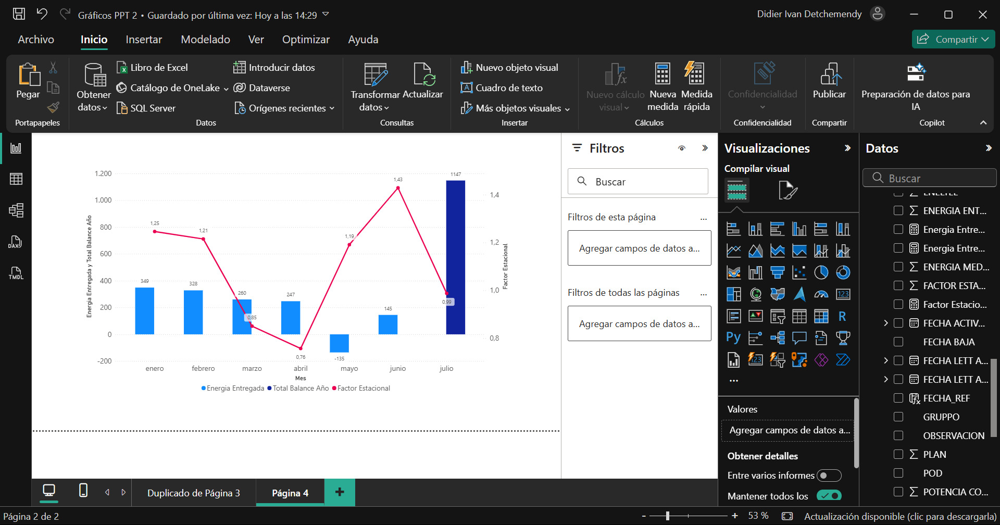 Gráficos PPT 2 • Guardado por última vez: Hoy a las 14:29
Didier Ivan Detchemendy
Archivo Inicio Insertar Modelado Ver Optimizar Ayuda
Compartir
Pegar
Portapapeles
Obtener datos
Libro de Excel
Catálogo de OneLake
SQL Server
Introducir datos
Dataverse
Orígenes recientes
Datos
Transformar datos
Actualizar
Consultas
Nuevo objeto visual
Cuadro de texto
Más objetos visuales
Insertar
Nuevo cálculo visual
Nueva medida
Medida rápida
Cálculos
Confidencialidad
Confidencialidad
Publicar
Compartir
Preparación de datos para IA
Copilot
DAX
TMDL
Energia Entregada y Total Balance Año
1.200
1.000
800
600
400
200
0
-200
1,25
1,21
0,85
0,76
1,19
1,43
0,99
349
328
260
247
-135
145
1147
1,4
1,2
1,0
0,8
Factor Estacional
enero febrero marzo abril mayo junio julio
Mes
Energia Entregada Total Balance Año Factor Estacional
Filtros
Buscar
Filtros de esta página ...
Agregar campos de datos a...
Filtros de todas las páginas ...
Agregar campos de datos a...
Visualizaciones
Compilar visual
123
R
Py
123
...
Valores
Agregar campos de datos a...
Obtener detalles
Entre varios informes
Mantener todos los
Datos
Buscar
ENERGIA ENT...
Energia Entre...
Energia Entre...
ENERGIA MED...
FACTOR ESTA...
Factor Estacio...
FECHA ACTIV...
FECHA BAJA
FECHA LETT A...
FECHA LETT A...
FECHA_REF
GRUPPO
OBSERVACION
PLAN
POD
POTENCIA CO...
Duplicado de Página 3
Página 4
+
Página 2 de 2
- + 53 %
Actualización disponible (clic para descargarla)